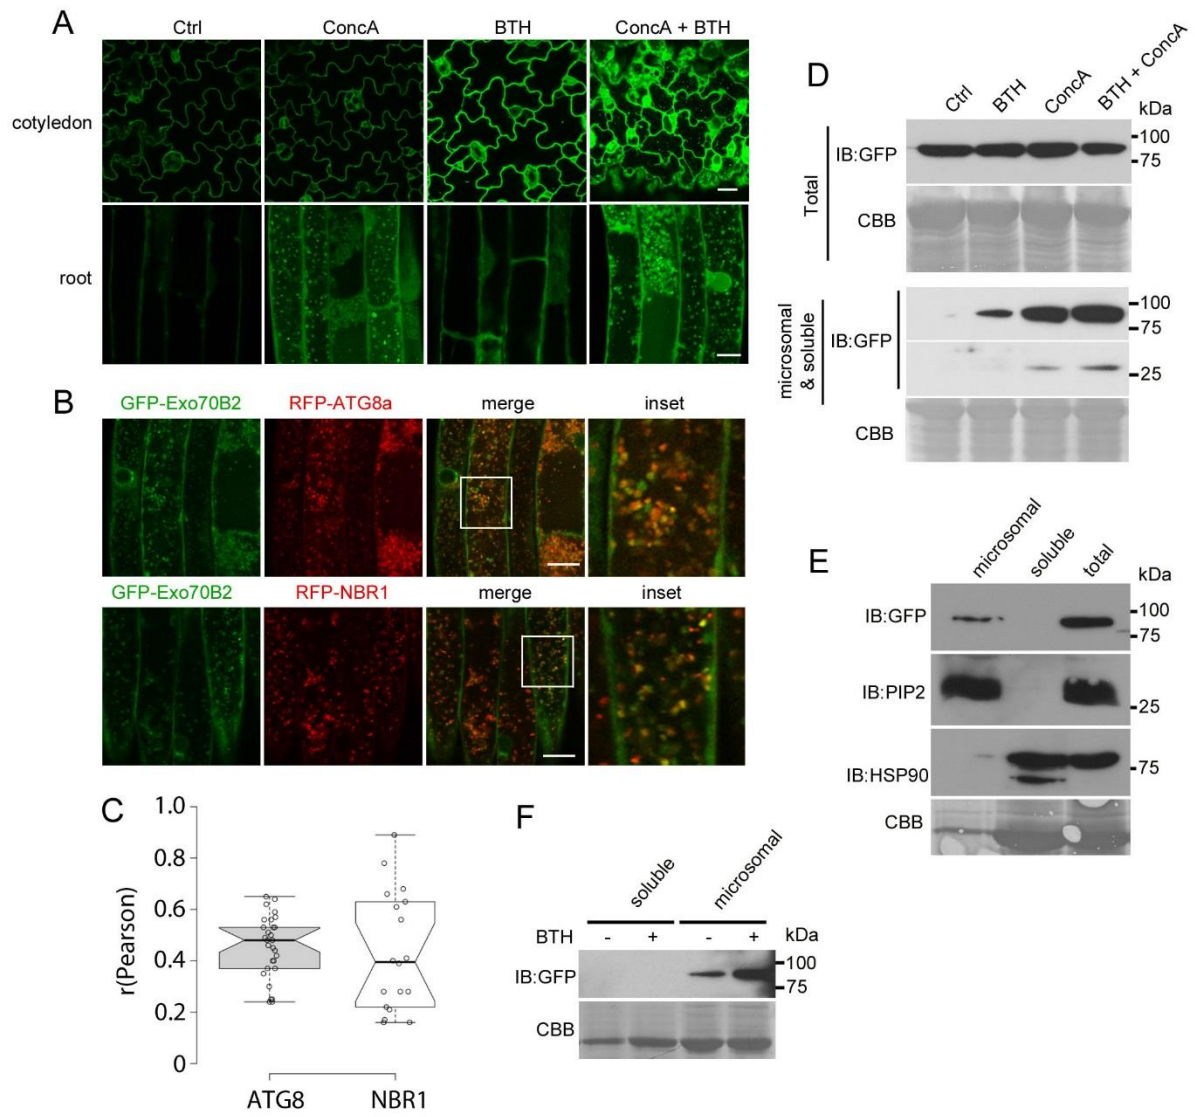 A
Ctrl
ConcA
BTH
ConcA + BTH
cotyledon
root
B
GFP-Exo70B2
RFP-ATG8a
merge
inset
GFP-Exo70B2
RFP-NBR1
merge
inset
C
r(Pearson)
1.0
0.8
0.6
0.4
0.2
0
ATG8
NBR1
D
Ctrl
BTH
ConcA
BTH + ConcA
kDa
Total
IB:GFP
100
75
CBB
microsomal
& soluble
IB:GFP
100
75
25
CBB
E
microsomal
soluble
total
kDa
IB:GFP
100
75
IB:PIP2
25
IB:HSP90
75
CBB
F
soluble
microsomal
BTH - + - + kDa
IB:GFP
100
75
CBB